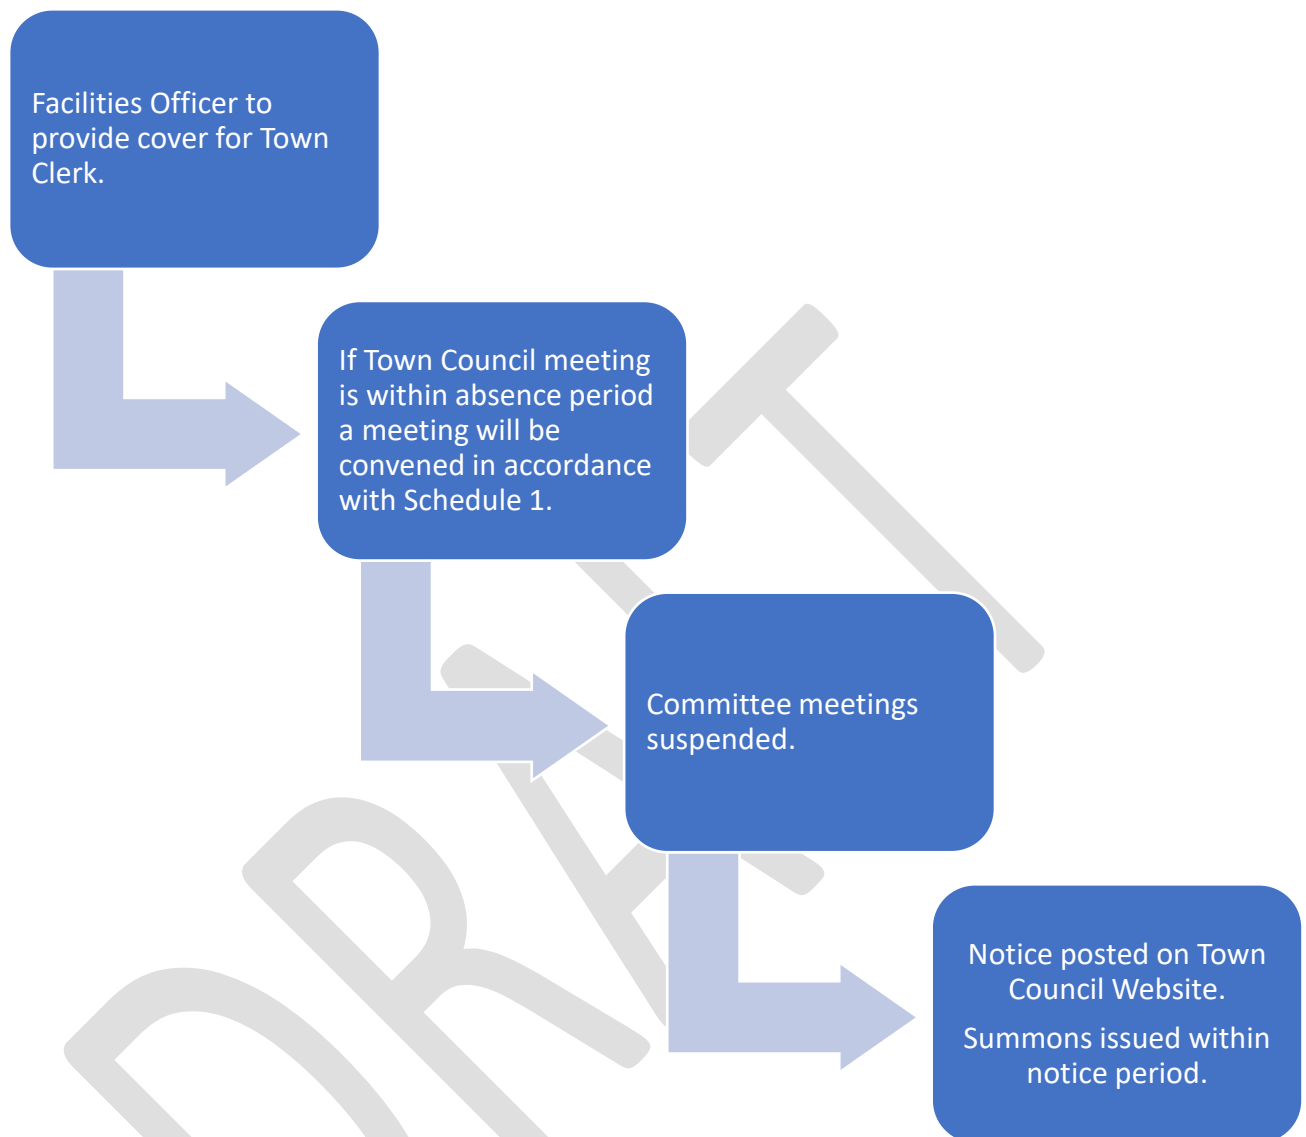 Facilities Officer to
provide cover for Town
Clerk.
If Town Council meeting
is within absence period
a meeting will be
convened in accordance
with Schedule 1.
Committee meetings
suspended.
Notice posted on Town
Council Website.
Summons issued within
notice period.
DRAFT